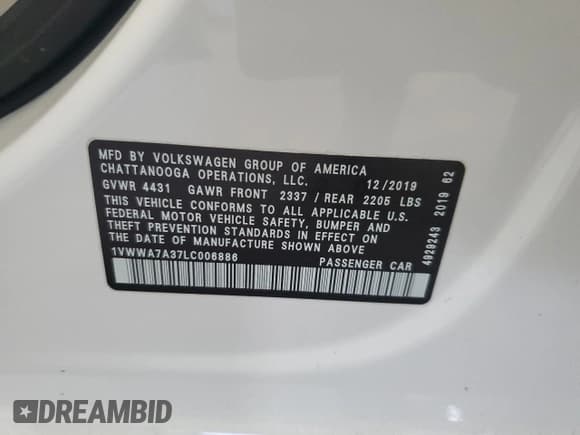 MFD BY VOLKSWAGEN GROUP OF AMERICA
CHATTANOOGA OPERATIONS, LLC. 12/2019
GVWR 4431 GAWR FRONT 2337 / REAR 2205 LBS
THIS VEHICLE CONFORMS TO ALL APPLICABLE U.S.
FEDERAL MOTOR VEHICLE SAFETY, BUMPER AND
THEFT PREVENTION STANDARDS IN EFFECT ON
THE DATE OF MANUFACTURE SHOWN ABOVE
1VWWA7A37LC006886 PASSENGER CAR
4929243 2019 62
DREAMBID